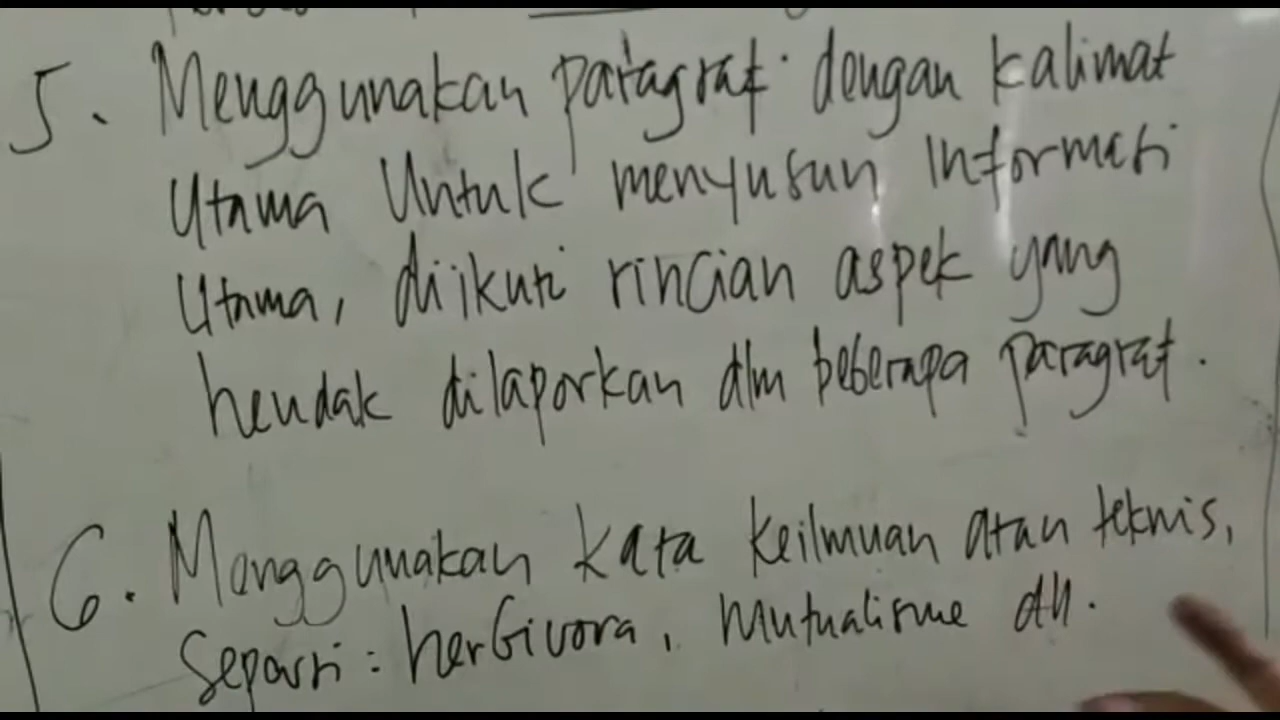 5. Menggunakan paragraf dengan kalimat
Utama Untuk menyusun Informasi
Utama, diikuti rincian aspek yang
hendak dilaporkan dlm beberapa paragraf.
6. Menggunakan kata keilmuan atau teknis,
Seperti : herbivora, Mutualisme dll.